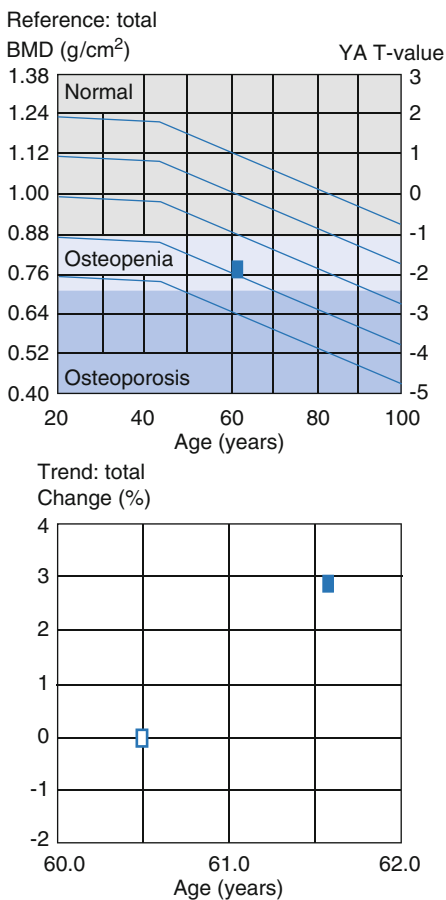 Reference: total
BMD (g/cm²) YA T-value
1.38 Normal 3
1.24 2
1.12 1
1.00 0
0.88 -1
Osteopenia
0.76 -2
0.64 -3
0.52 -4
Osteoporosis
0.40 -5
20 40 60 80 100
Age (years)
Trend: total
Change (%)
4
3
2
1
0
-1
-2
60.0 61.0 62.0
Age (years)